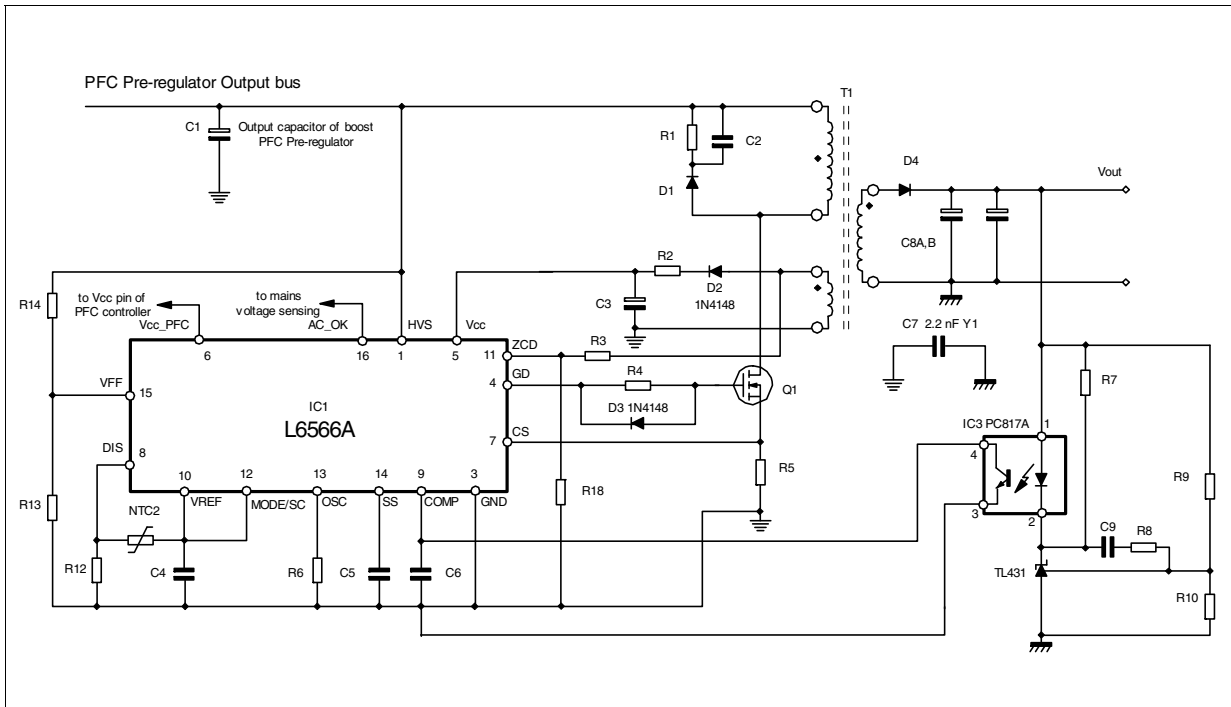 PFC Pre-regulator Output bus
T1
C1
Output capacitor of boost
PFC Pre-regulator
R1
C2
D4
Vout
D1
C8A,B
R2
D2
1N4148
C3
R14
to Vcc pin of
PFC controller
to mains
voltage sensing
Vcc_PFC
AC_OK
HVS
Vcc
C7 2.2 nF Y1
6
16
1
5
11
ZCD
R3
4
GD
R4
R7
VFF
15
Q1
D3 1N4148
IC1
L6566A
IC3 PC817A
1
DIS
8
7
CS
4
R5
R9
10
12
13
14
9
3
R13
VREF
MODE/SC
OSC
SS
COMP
GND
R18
3
2
NTC2
C9
R8
R12
C4
R6
C5
C6
TL431
R10